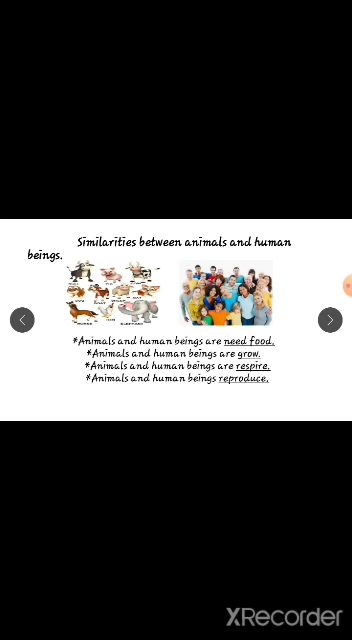 Similarities between animals and human
beings.
*Animals and human beings are need food.
*Animals and human beings are grow.
*Animals and human beings are respire.
*Animals and human beings reproduce.
XRecorder